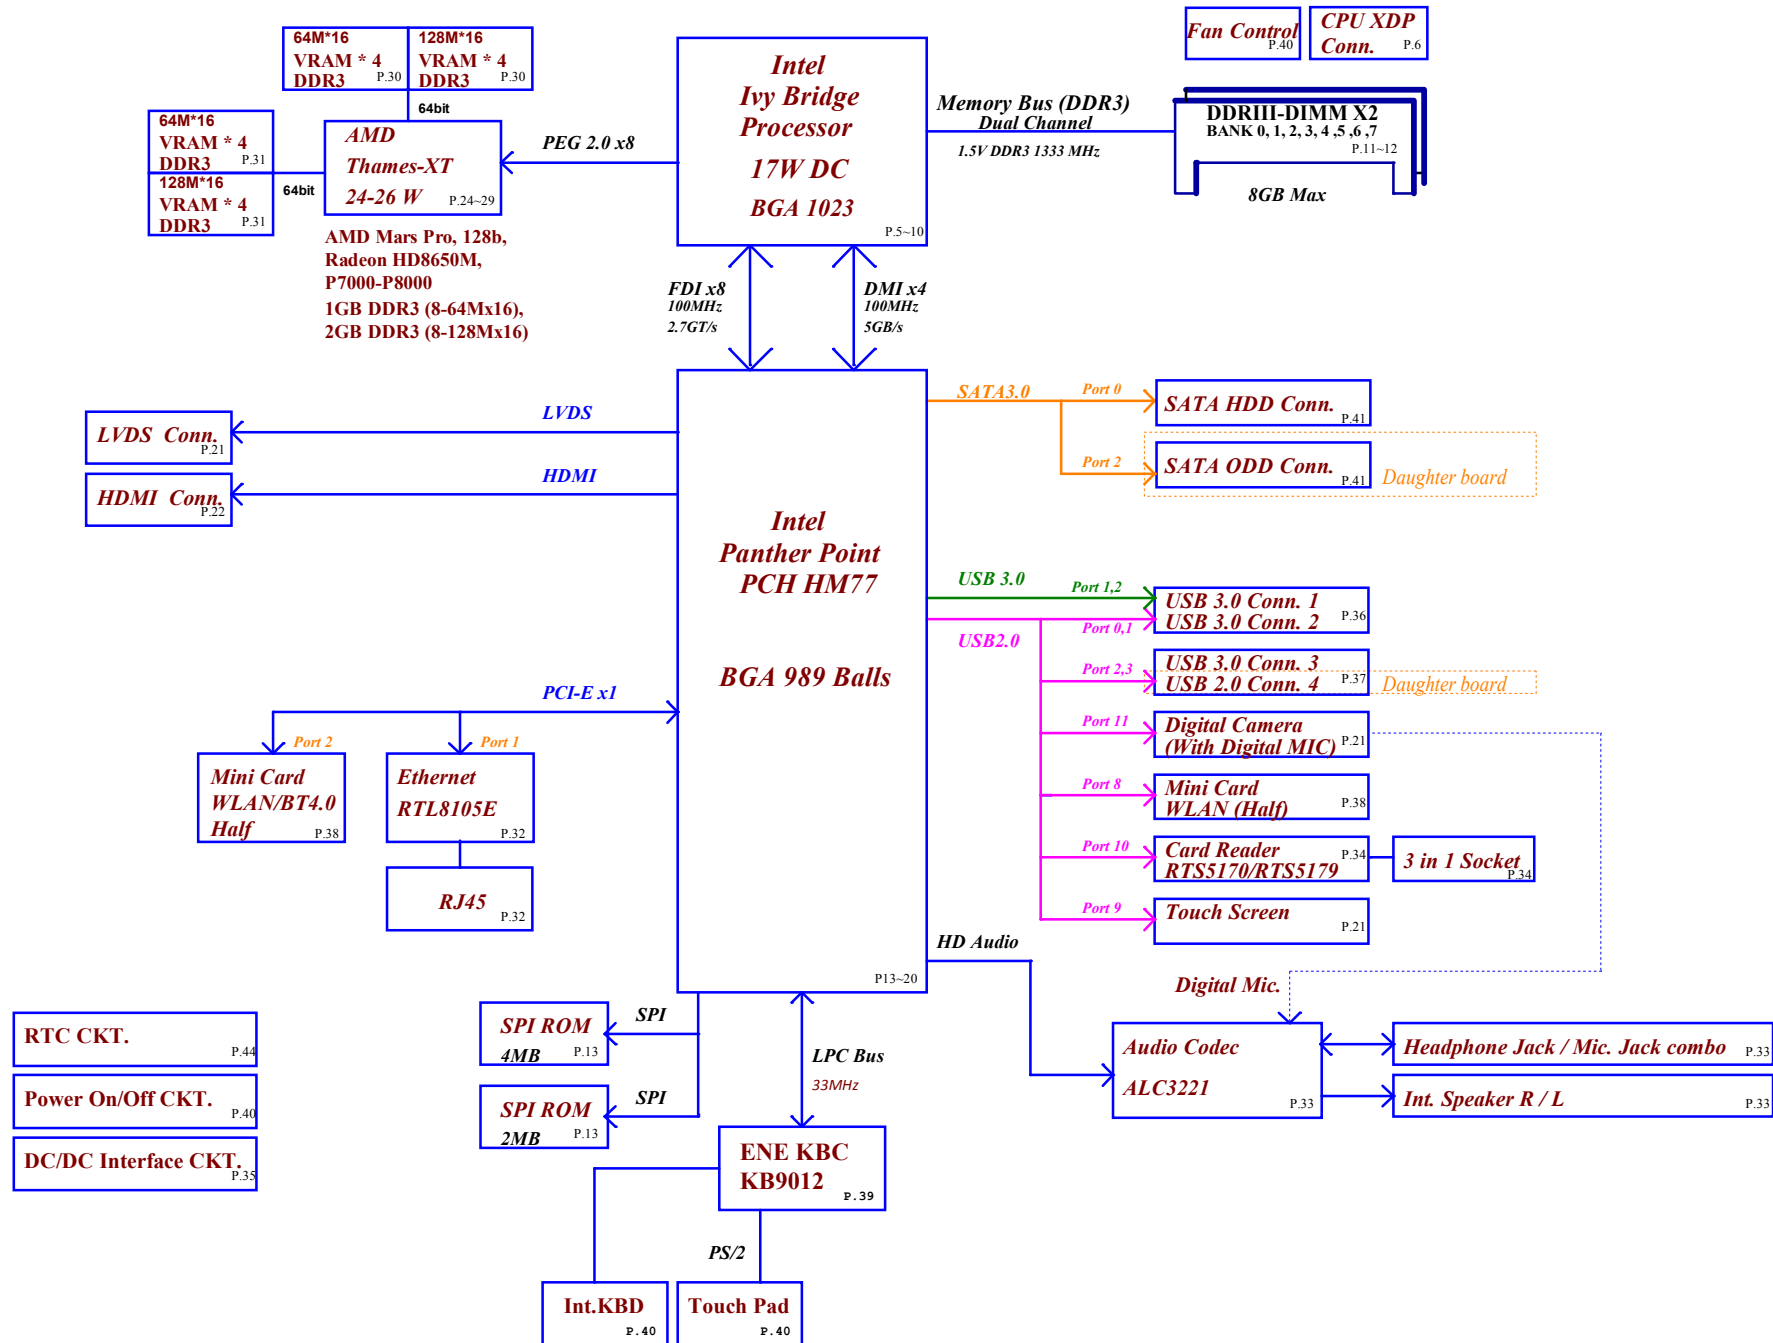 64M*16
VRAM * 4
DDR3
P.30
128M*16
VRAM * 4
DDR3
P.30
64bit
64M*16
VRAM * 4
DDR3
P.31
128M*16
VRAM * 4
DDR3
P.31
64bit
AMD
Thames-XT
24-26 W
P.24~29
AMD Mars Pro, 128b,
Radeon HD8650M,
P7000-P8000
1GB DDR3 (8-64Mx16),
2GB DDR3 (8-128Mx16)
PEG 2.0 x8
Intel
Ivy Bridge
Processor
17W DC
BGA 1023
P.5~10
Memory Bus (DDR3)
Dual Channel
1.5V DDR3 1333 MHz
Fan Control
P.40
CPU XDP
Conn.
P.6
DDRIII-DIMM X2
BANK 0, 1, 2, 3, 4 ,5 ,6 ,7
P.11~12
8GB Max
FDI x8
100MHz
2.7GT/s
DMI x4
100MHz
5GB/s
LVDS
LVDS Conn.
P.21
HDMI
HDMI Conn.
P.22
Intel
Panther Point
PCH HM77
BGA 989 Balls
P13~20
SATA3.0
Port 0
SATA HDD Conn.
P.41
Port 2
SATA ODD Conn.
P.41
Daughter board
USB 3.0
Port 1,2
USB 3.0 Conn. 1
USB 3.0 Conn. 2
P.36
USB2.0
Port 0,1
Port 2,3
USB 3.0 Conn. 3
USB 2.0 Conn. 4
P.37
Daughter board
Port 11
Digital Camera
(With Digital MIC)
P.21
Port 8
Mini Card
WLAN (Half)
P.38
Port 10
Card Reader
RTS5170/RTS5179
P.34
3 in 1 Socket
P.34
Port 9
Touch Screen
P.21
PCI-E x1
Port 2
Mini Card
WLAN/BT4.0
Half
P.38
Port 1
Ethernet
RTL8105E
P.32
RJ45
P.32
HD Audio
Digital Mic.
Audio Codec
ALC3221
P.33
Headphone Jack / Mic. Jack combo
P.33
Int. Speaker R / L
P.33
SPI
SPI ROM
4MB
P.13
SPI
SPI ROM
2MB
P.13
LPC Bus
33MHz
ENE KBC
KB9012
P.39
PS/2
Int.KBD
P.40
Touch Pad
P.40
RTC CKT.
P.44
Power On/Off CKT.
P.40
DC/DC Interface CKT.
P.35